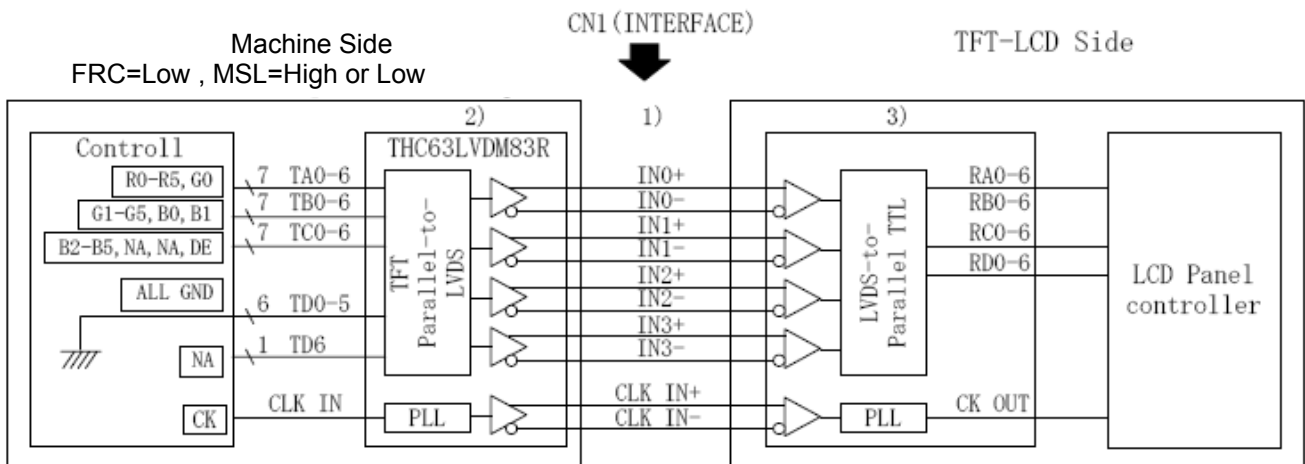 CN1(INTERFACE)
Machine Side
FRC=Low , MSL=High or Low
TFT-LCD Side
2)
1)
3)
Controll
THC63LVDM83R
R0-R5, G0
7 TA0-6
G1-G5, B0, B1
7 TB0-6
B2-B5, NA, NA, DE
7 TC0-6
ALL GND
6 TD0-5
NA
1 TD6
CK
CLK IN
TFT
Parallel-to-
LVDS
PLL
IN0+
IN0-
IN1+
IN1-
IN2+
IN2-
IN3+
IN3-
CLK IN+
CLK IN-
LVDS-to-
Parallel TTL
PLL
RA0-6
RB0-6
RC0-6
RD0-6
CK OUT
LCD Panel
controller